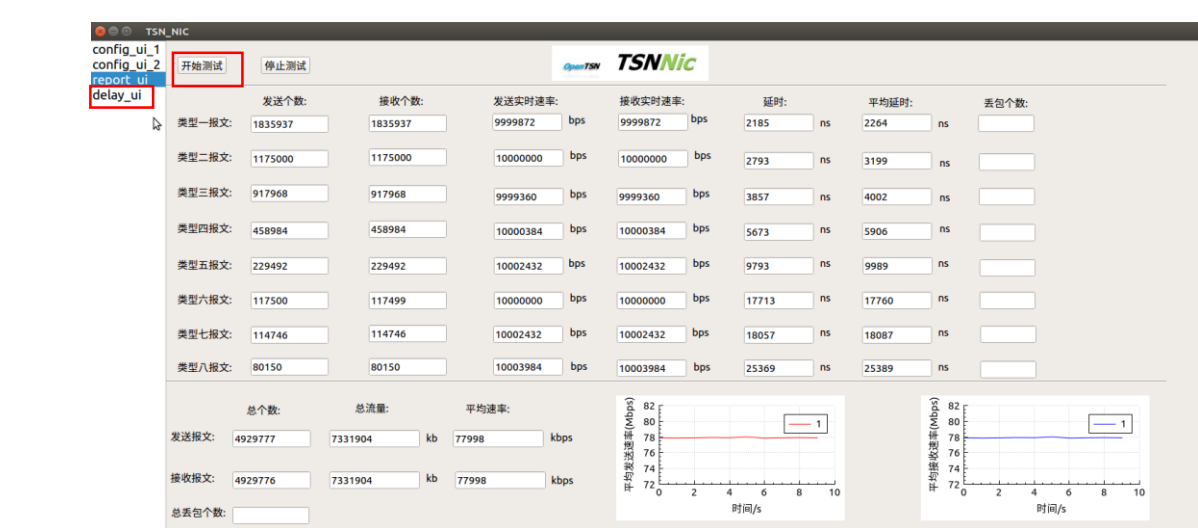 TSN_NIC
config_ui_1
config_ui_2
report_ui
delay_ui
开始测试 停止测试 OpenTSN TSNNic
发送个数: 接收个数: 发送实时速率: 接收实时速率: 延时: 平均延时: 丢包个数:
类型一报文: 1835937 1835937 9999872 bps 9999872 bps 2185 ns 2264 ns
类型二报文: 1175000 1175000 10000000 bps 10000000 bps 2793 ns 3199 ns
类型三报文: 917968 917968 9999360 bps 9999360 bps 3857 ns 4002 ns
类型四报文: 458984 458984 10000384 bps 10000384 bps 5673 ns 5906 ns
类型五报文: 229492 229492 10002432 bps 10002432 bps 9793 ns 9989 ns
类型六报文: 117500 117499 10000000 bps 10000000 bps 17713 ns 17760 ns
类型七报文: 114746 114746 10002432 bps 10002432 bps 18057 ns 18087 ns
类型八报文: 80150 80150 10003984 bps 10003984 bps 25369 ns 25389 ns
总个数: 总流量: 平均速率:
发送报文: 4929777 7331904 kb 77998 kbps
接收报文: 4929776 7331904 kb 77998 kbps
总丢包个数:
平均发送速率(Mbps)
82
80
78
76
74
72
0 2 4 6 8 10
时间/s
1
平均接收速率(Mbps)
82
80
78
76
74
72
0 2 4 6 8 10
时间/s
1